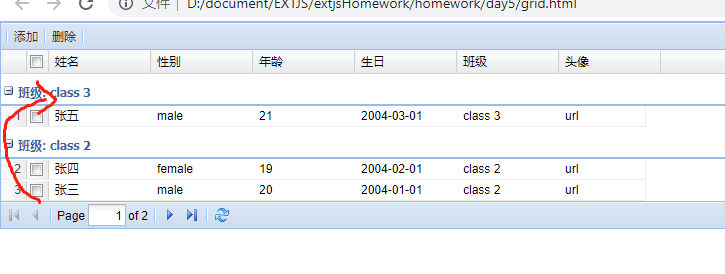 文件 D:/document/EXTJS/extjsHomework/homework/day5/grid.html
添加 删除
姓名 性别 年龄 生日 班级 头像
班级: class 3
1 张五 male 21 2004-03-01 class 3 url
班级: class 2
2 张四 female 19 2004-02-01 class 2 url
3 张三 male 20 2004-01-01 class 2 url
Page 1 of 2